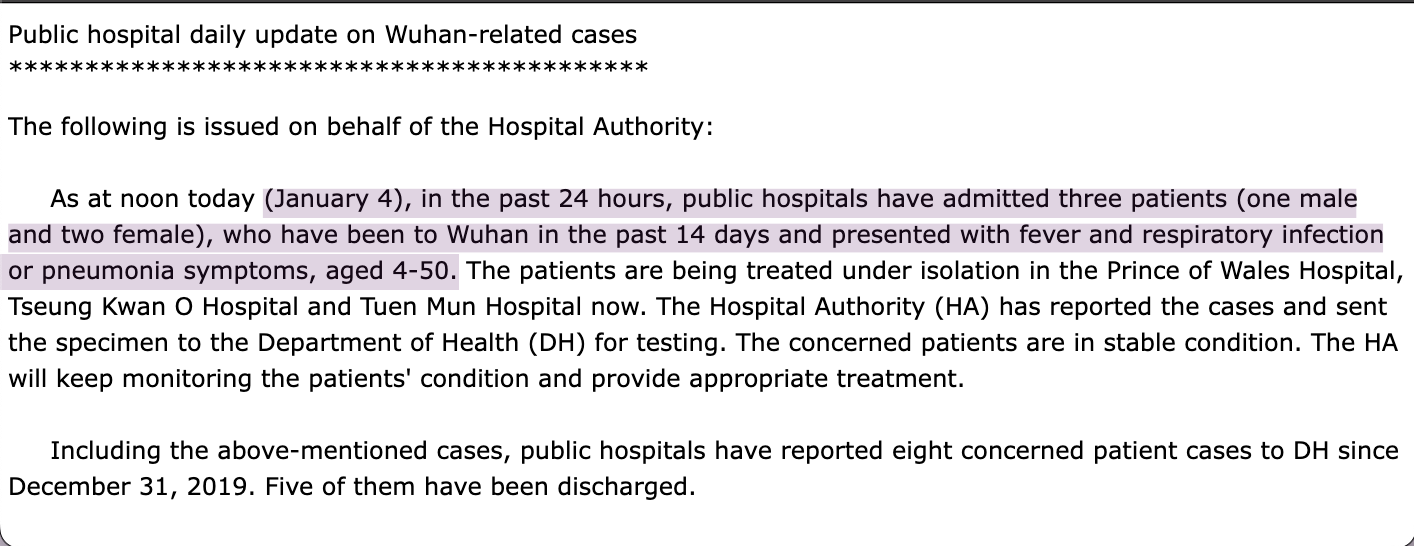 Public hospital daily update on Wuhan-related cases
******************************************
The following is issued on behalf of the Hospital Authority:
As at noon today (January 4), in the past 24 hours, public hospitals have admitted three patients (one male
and two female), who have been to Wuhan in the past 14 days and presented with fever and respiratory infection
or pneumonia symptoms, aged 4-50. The patients are being treated under isolation in the Prince of Wales Hospital,
Tseung Kwan O Hospital and Tuen Mun Hospital now. The Hospital Authority (HA) has reported the cases and sent
the specimen to the Department of Health (DH) for testing. The concerned patients are in stable condition. The HA
will keep monitoring the patients' condition and provide appropriate treatment.
Including the above-mentioned cases, public hospitals have reported eight concerned patient cases to DH since
December 31, 2019. Five of them have been discharged.